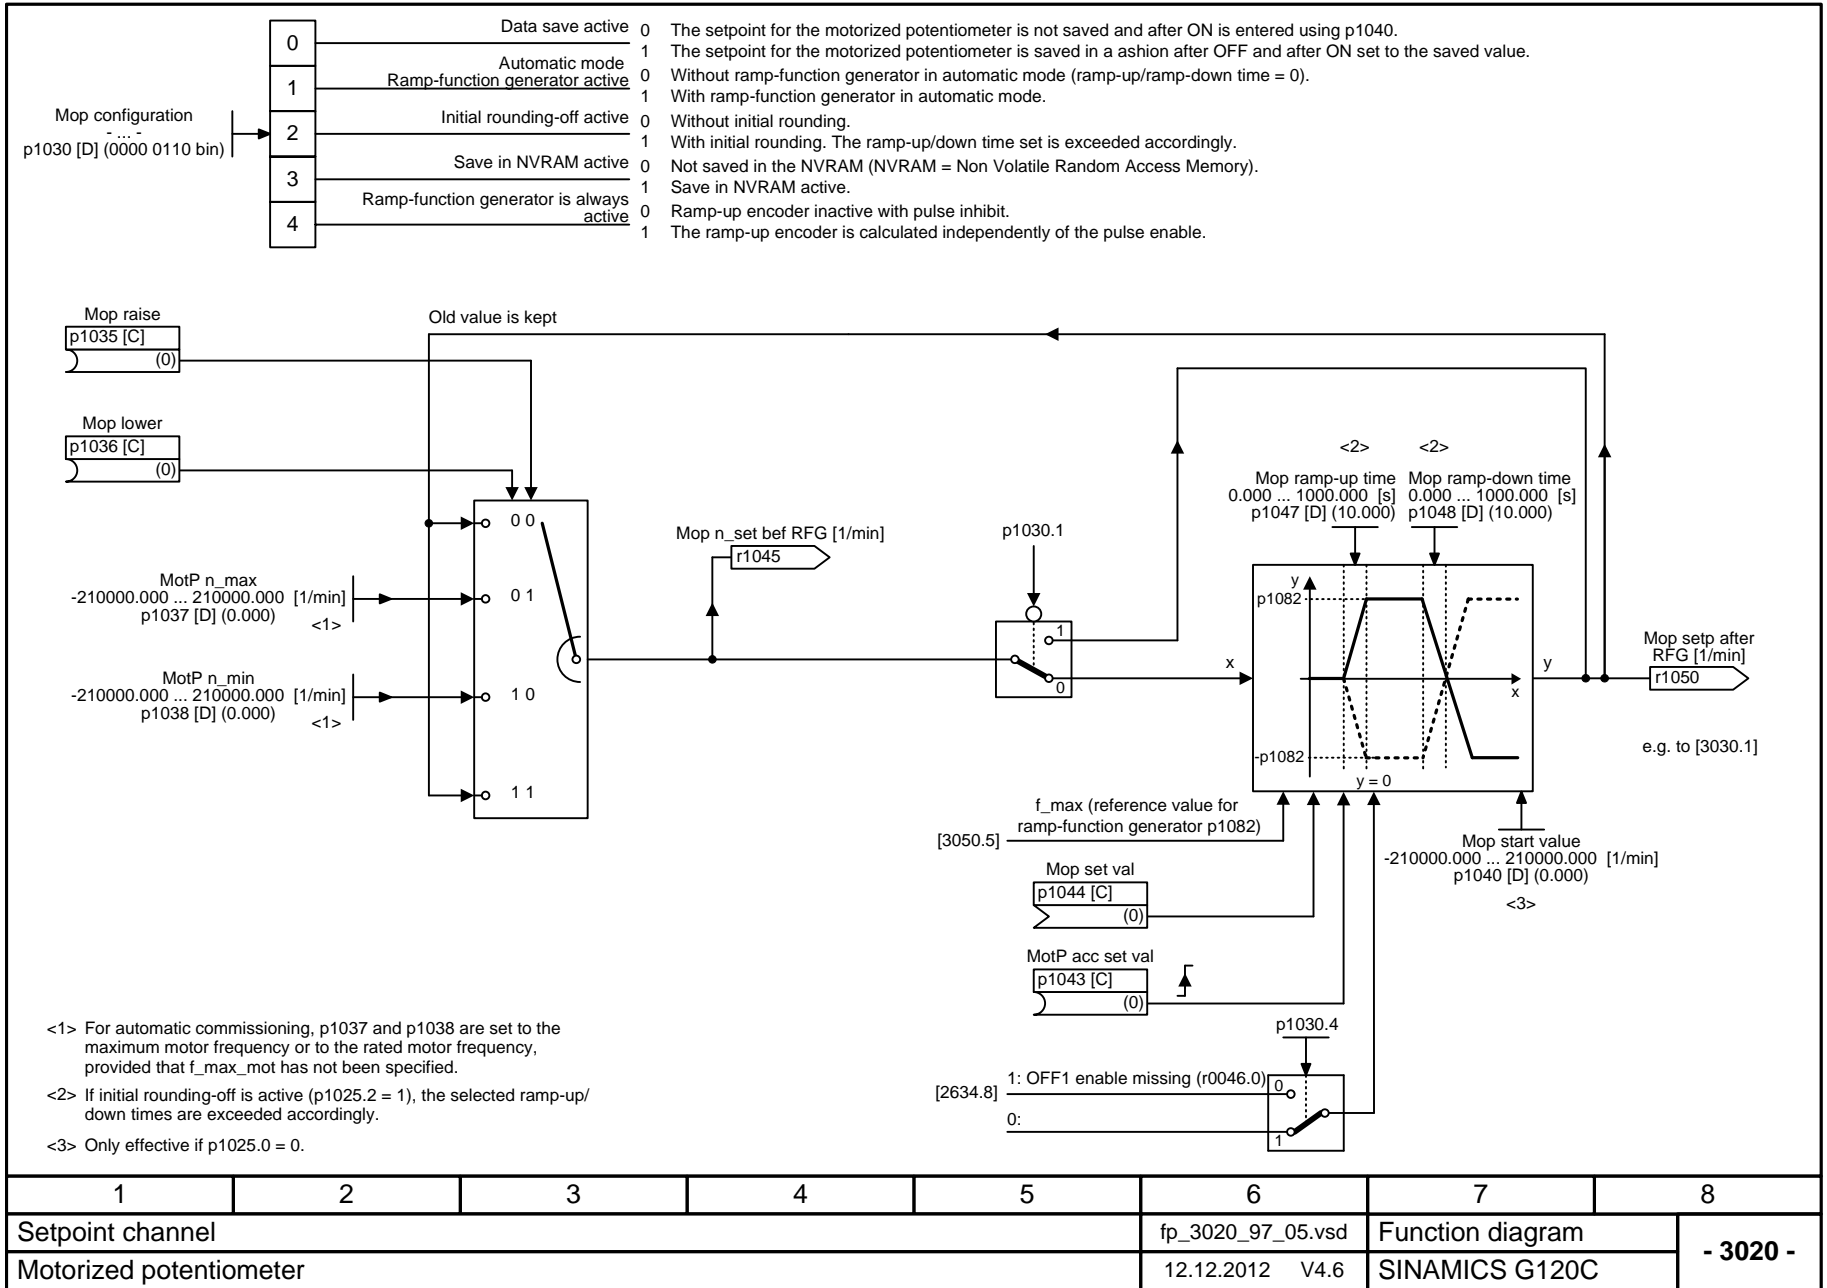 Mop configuration
- ... -
p1030 [D] (0000 0110 bin)
0
1
2
3
4
Data save active
0 The setpoint for the motorized potentiometer is not saved and after ON is entered using p1040.
1 The setpoint for the motorized potentiometer is saved in a ashion after OFF and after ON set to the saved value.
Automatic mode
Ramp-function generator active
0 Without ramp-function generator in automatic mode (ramp-up/ramp-down time = 0).
1 With ramp-function generator in automatic mode.
Initial rounding-off active
0 Without initial rounding.
1 With initial rounding. The ramp-up/down time set is exceeded accordingly.
Save in NVRAM active
0 Not saved in the NVRAM (NVRAM = Non Volatile Random Access Memory).
1 Save in NVRAM active.
Ramp-function generator is always
active
0 Ramp-up encoder inactive with pulse inhibit.
1 The ramp-up encoder is calculated independently of the pulse enable.
Mop raise
p1035 [C]
(0)
Old value is kept
Mop lower
p1036 [C]
(0)
0 0
0 1
1 0
1 1
MotP n_max
-210000.000 ... 210000.000 [1/min]
p1037 [D] (0.000)
<1>
MotP n_min
-210000.000 ... 210000.000 [1/min]
p1038 [D] (0.000)
<1>
Mop n_set bef RFG [1/min]
r1045
p1030.1
1
0
<2>
<2>
Mop ramp-up time
0.000 ... 1000.000 [s]
p1047 [D] (10.000)
Mop ramp-down time
0.000 ... 1000.000 [s]
p1048 [D] (10.000)
x
y
p1082
x
-p1082
y = 0
y
Mop setp after
RFG [1/min]
r1050
e.g. to [3030.1]
f_max (reference value for
ramp-function generator p1082)
[3050.5]
Mop set val
p1044 [C]
(0)
MotP acc set val
p1043 [C]
(0)
Mop start value
-210000.000 ... 210000.000 [1/min]
p1040 [D] (0.000)
<3>
p1030.4
[2634.8]
1: OFF1 enable missing (r0046.0)
0:
0
1
<1> For automatic commissioning, p1037 and p1038 are set to the
maximum motor frequency or to the rated motor frequency,
provided that f_max_mot has not been specified.
<2> If initial rounding-off is active (p1025.2 = 1), the selected ramp-up/
down times are exceeded accordingly.
<3> Only effective if p1025.0 = 0.
1 2 3 4 5 6 7 8
Setpoint channel
fp_3020_97_05.vsd
Function diagram
- 3020 -
Motorized potentiometer
12.12.2012 V4.6
SINAMICS G120C